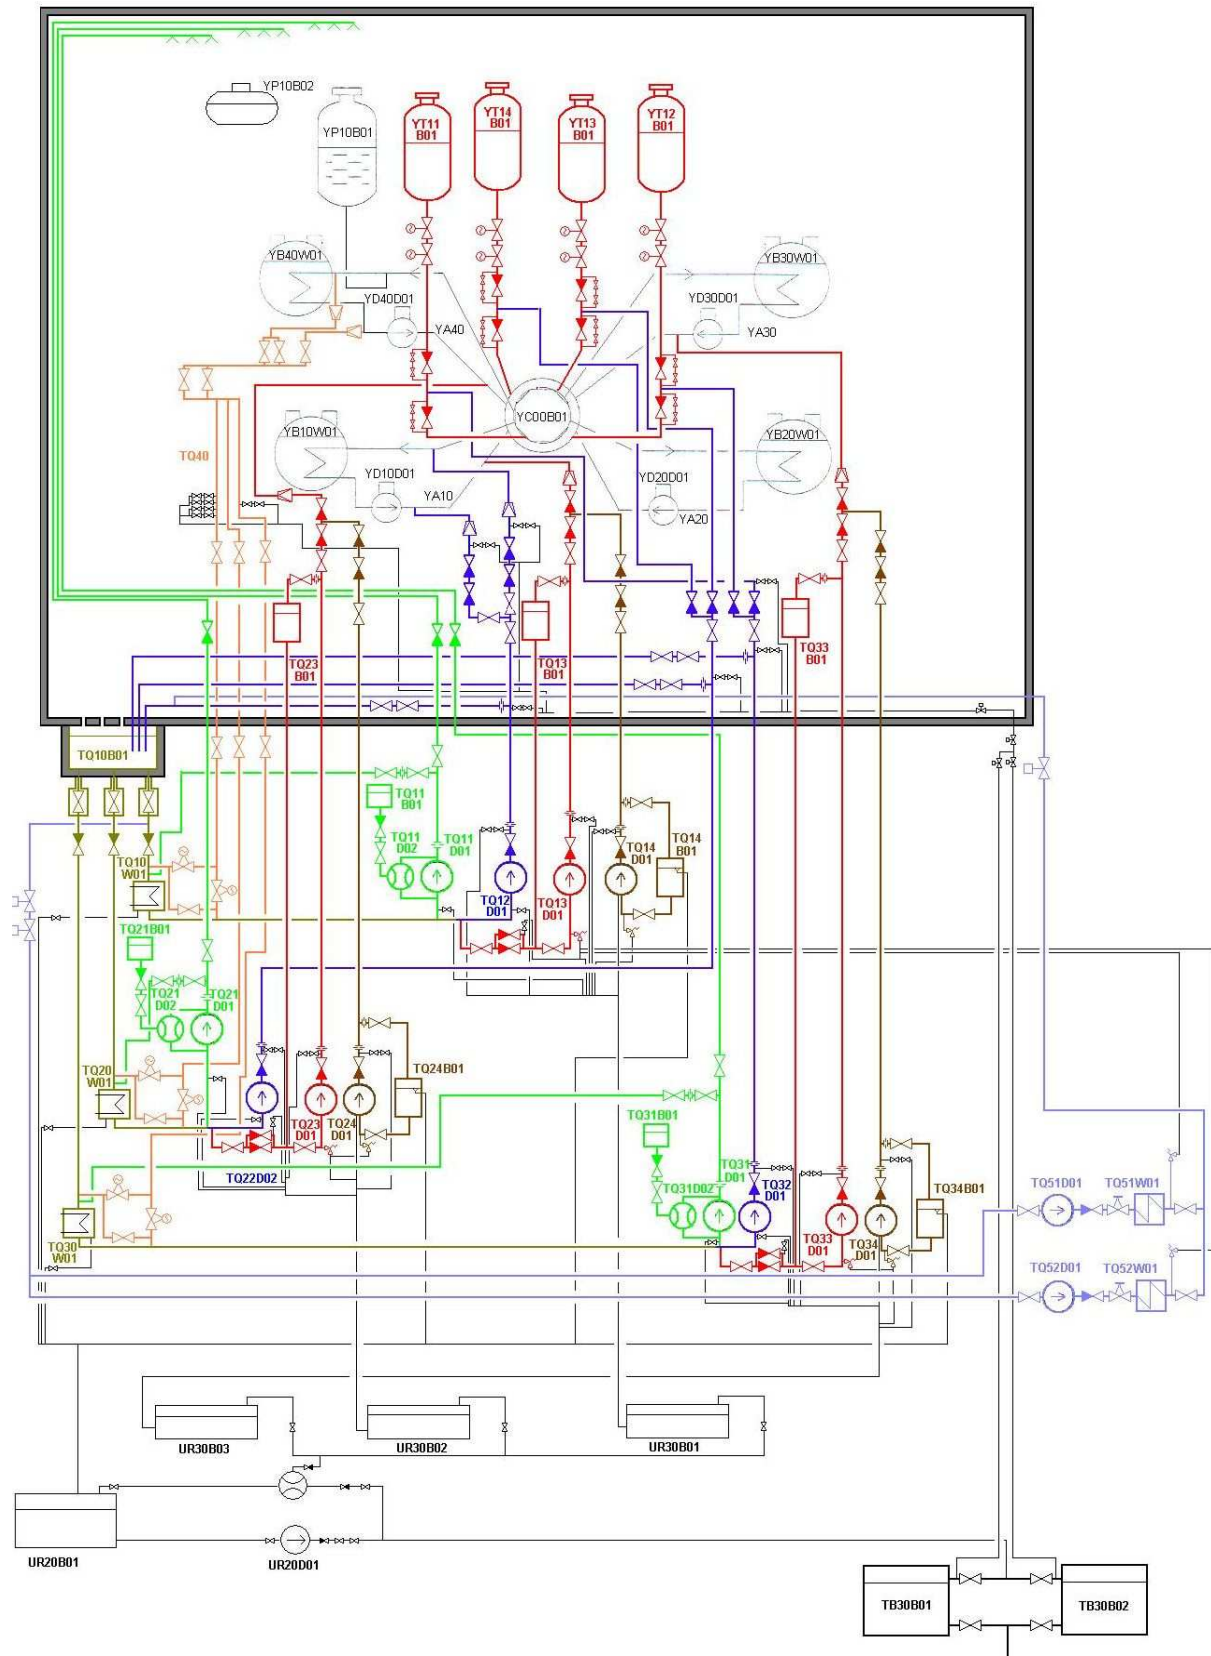 YP10B02
YP10B01
YT11
B01
YT14
B01
YT13
B01
YT12
B01
YB40W01
YB30W01
YD40D01
YD30D01
YA40
YA30
YC00B01
YB10W01
YB20W01
TQ40
YD10D01
YD20D01
YA10
YA20
TQ23
B01
TQ13
B01
TQ33
B01
TQ10B01
TQ11
B01
TQ11
D02
TQ11
D01
TQ14
D01
TQ14
B01
TQ10
W01
TQ12
D01
TQ13
D01
TQ21B01
TQ21
D02
TQ21
D01
TQ20
W01
TQ24B01
TQ23
D01
TQ24
D01
TQ22D02
TQ31B01
TQ31
D01
TQ31D02
TQ32
D01
TQ33
D01
TQ34
D01
TQ34B01
TQ30
W01
TQ51D01
TQ51W01
TQ52D01
TQ52W01
UR30B03
UR30B02
UR30B01
UR20B01
UR20D01
TB30B01
TB30B02